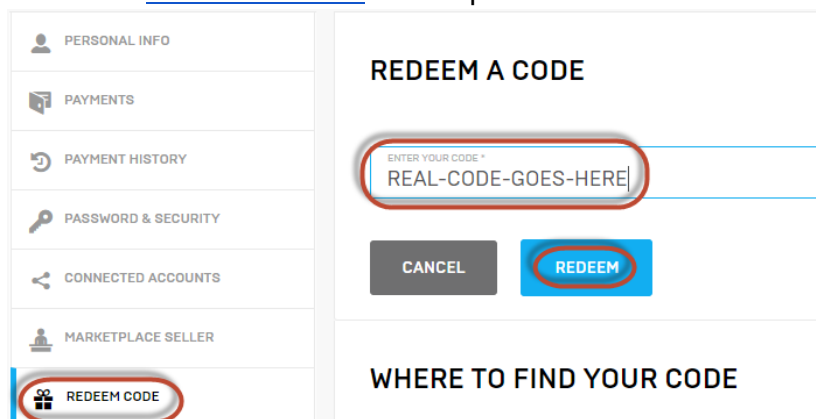 PERSONAL INFO
PAYMENTS
PAYMENT HISTORY
PASSWORD & SECURITY
CONNECTED ACCOUNTS
MARKETPLACE SELLER
REDEEM CODE
REDEEM A CODE
ENTER YOUR CODE *
REAL-CODE-GOES-HERE
CANCEL
REDEEM
WHERE TO FIND YOUR CODE